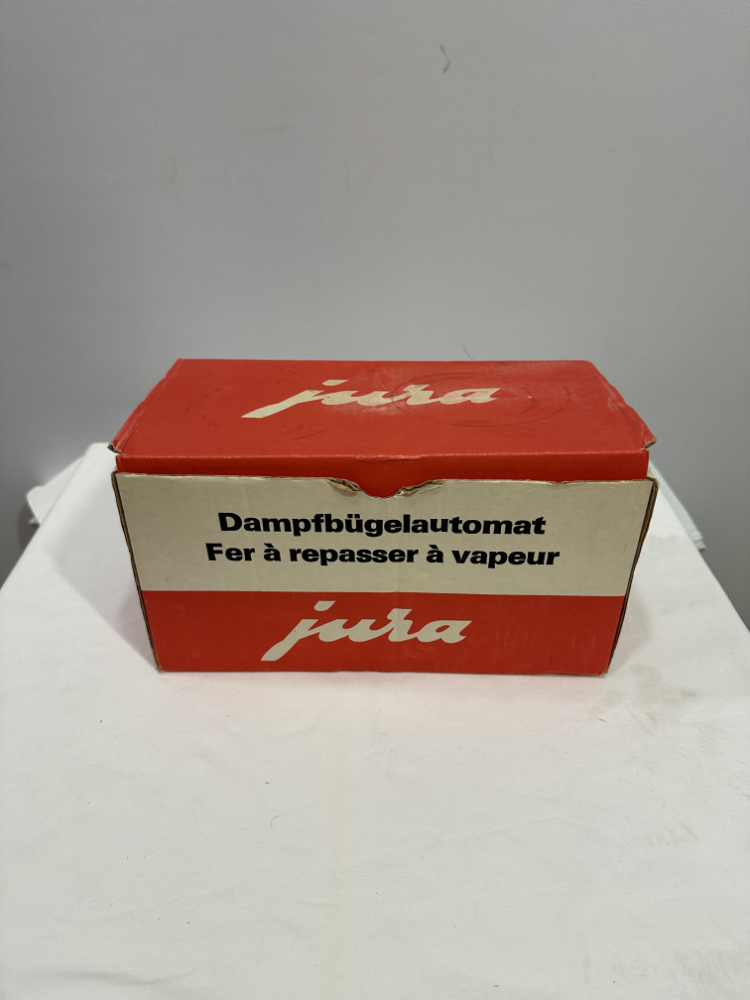 jura
Dampfbügelautomat
Fer à repasser à vapeur
jura